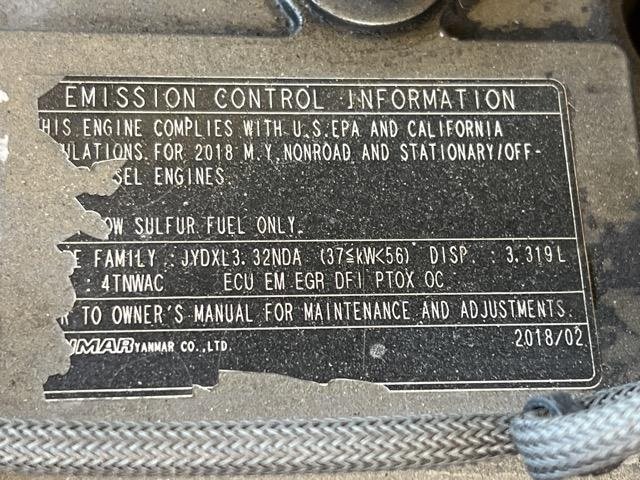 EMISSION CONTROL INFORMATION
HIS ENGINE COMPLIES WITH U.S.EPA AND CALIFORNIA
ULATIONS FOR 2018 M.Y. NONROAD AND STATIONARY/OFF-
SEL ENGINES.
OW SULFUR FUEL ONLY.
E FAMILY : JYDXL3.32NDA (37≦kW<56) DISP. : 3.319L
: 4TNWAC ECU EM EGR DFI PTOX OC
R TO OWNER'S MANUAL FOR MAINTENANCE AND ADJUSTMENTS.
NMAR YANMAR CO.,LTD. 2018/02